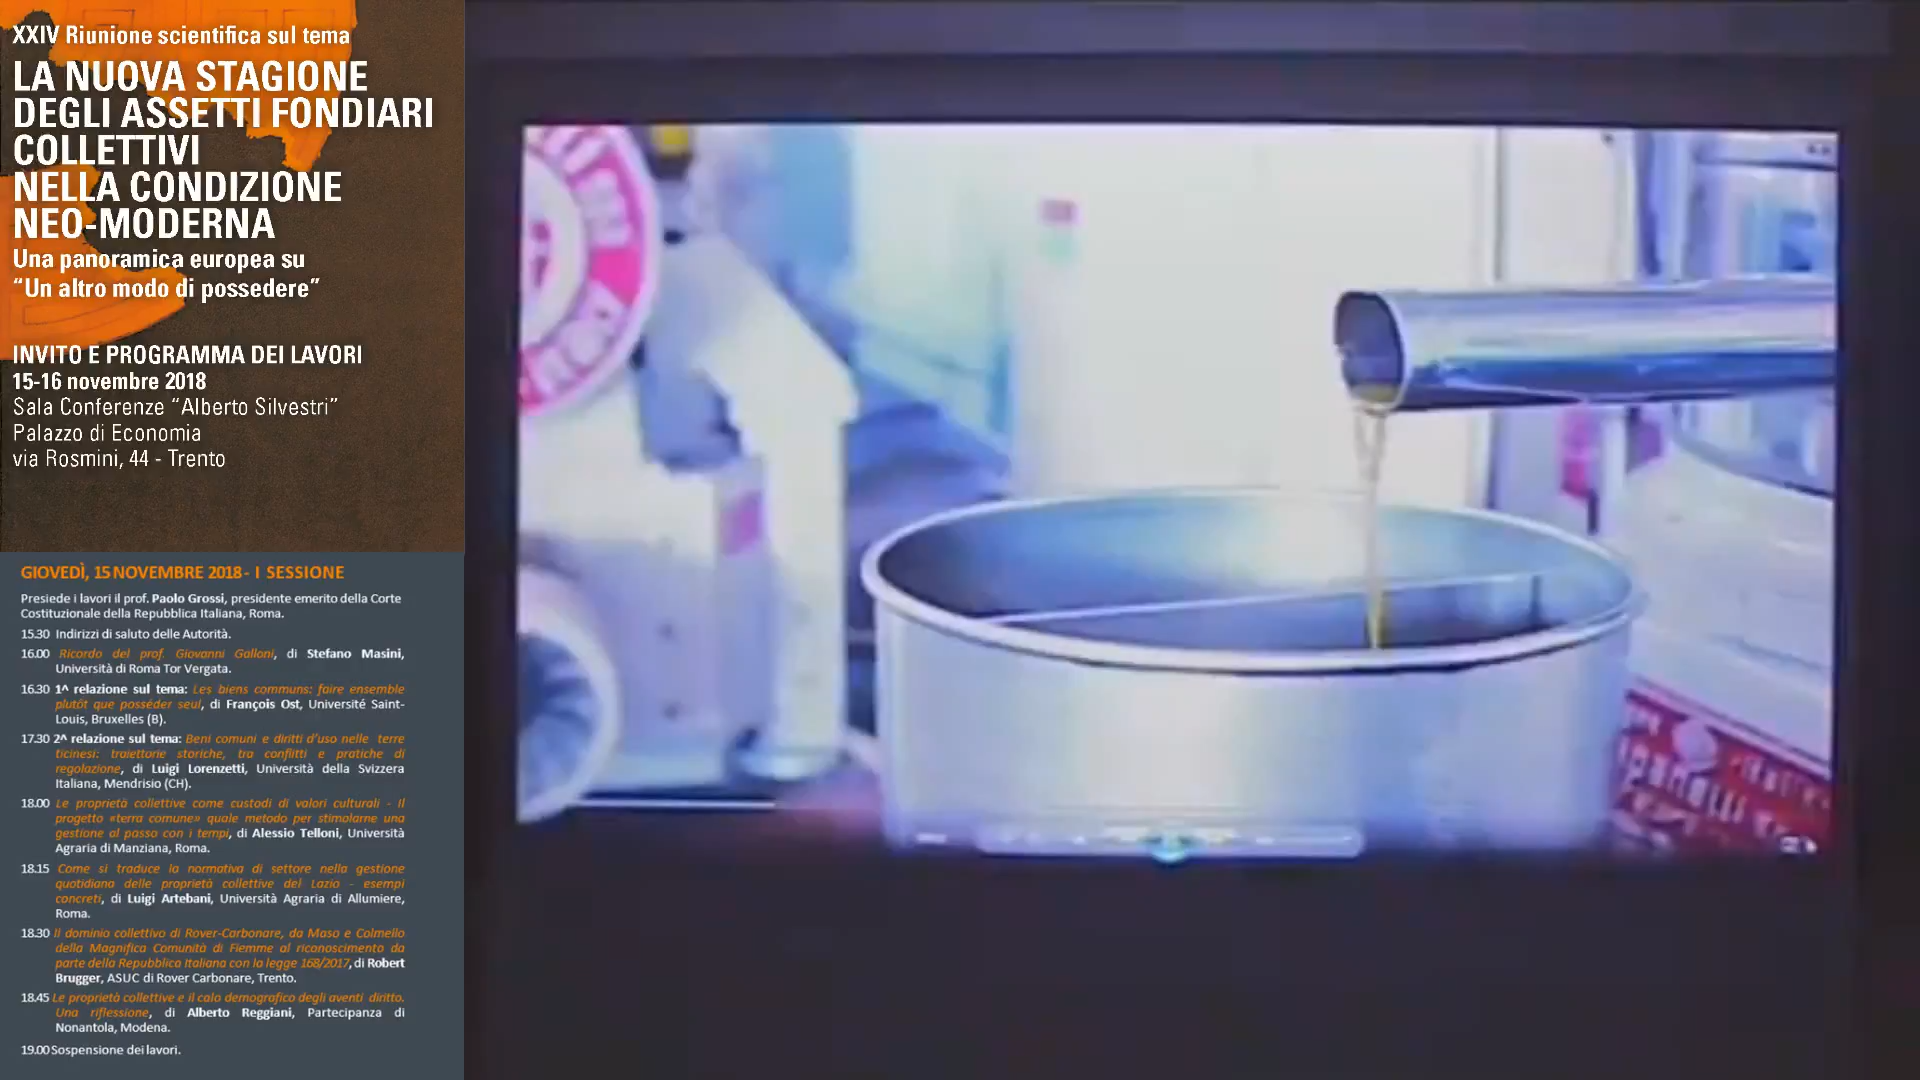 XXIV Riunione scientifica sul tema
LA NUOVA STAGIONE
DEGLI ASSETTI FONDIARI
COLLETTIVI
NELLA CONDIZIONE
NEO-MODERNA
Una panoramica europea su
“Un altro modo di possedere”
INVITO E PROGRAMMA DEI LAVORI
15-16 novembre 2018
Sala Conferenze “Alberto Silvestri”
Palazzo di Economia
via Rosmini, 44 - Trento
GIOVEDÌ, 15 NOVEMBRE 2018 - I SESSIONE
Presiede i lavori il prof. Paolo Grossi, presidente emerito della Corte
Costituzionale della Repubblica Italiana, Roma.
15.30 Indirizzi di saluto delle Autorità.
16.00 Ricordo del prof. Giovanni Galloni, di Stefano Masini,
Università di Roma Tor Vergata.
16.30 1^ relazione sul tema: Les biens communs: faire ensemble
plutôt que posséder seul, di François Ost, Université Saint-
Louis, Bruxelles (B).
17.30 2^ relazione sul tema: Beni comuni e diritti d’uso nelle terre
ticinesi: traiettorie storiche, tra conflitti e pratiche di
regolazione, di Luigi Lorenzetti, Università della Svizzera
Italiana, Mendrisio (CH).
18.00 Le proprietà collettive come custodi di valori culturali - Il
progetto «terra comune» quale metodo per stimolarne una
gestione al passo con i tempi, di Alessio Telloni, Università
Agraria di Manziana, Roma.
18.15 Come si traduce la normativa di settore nella gestione
quotidiana delle proprietà collettive del Lazio - esempi
concreti, di Luigi Artebani, Università Agraria di Allumiere,
Roma.
18.30 Il dominio collettivo di Rover-Carbonare, da Maso e Colmello
della Magnifica Comunità di Fiemme al riconoscimento da
parte della Repubblica Italiana con la legge 168/2017, di Robert
Brugger, ASUC di Rover Carbonare, Trento.
18.45 Le proprietà collettive e il calo demografico degli aventi diritto.
Una riflessione, di Alberto Reggiani, Partecipanza di
Nonantola, Modena.
19.00 Sospensione dei lavori.